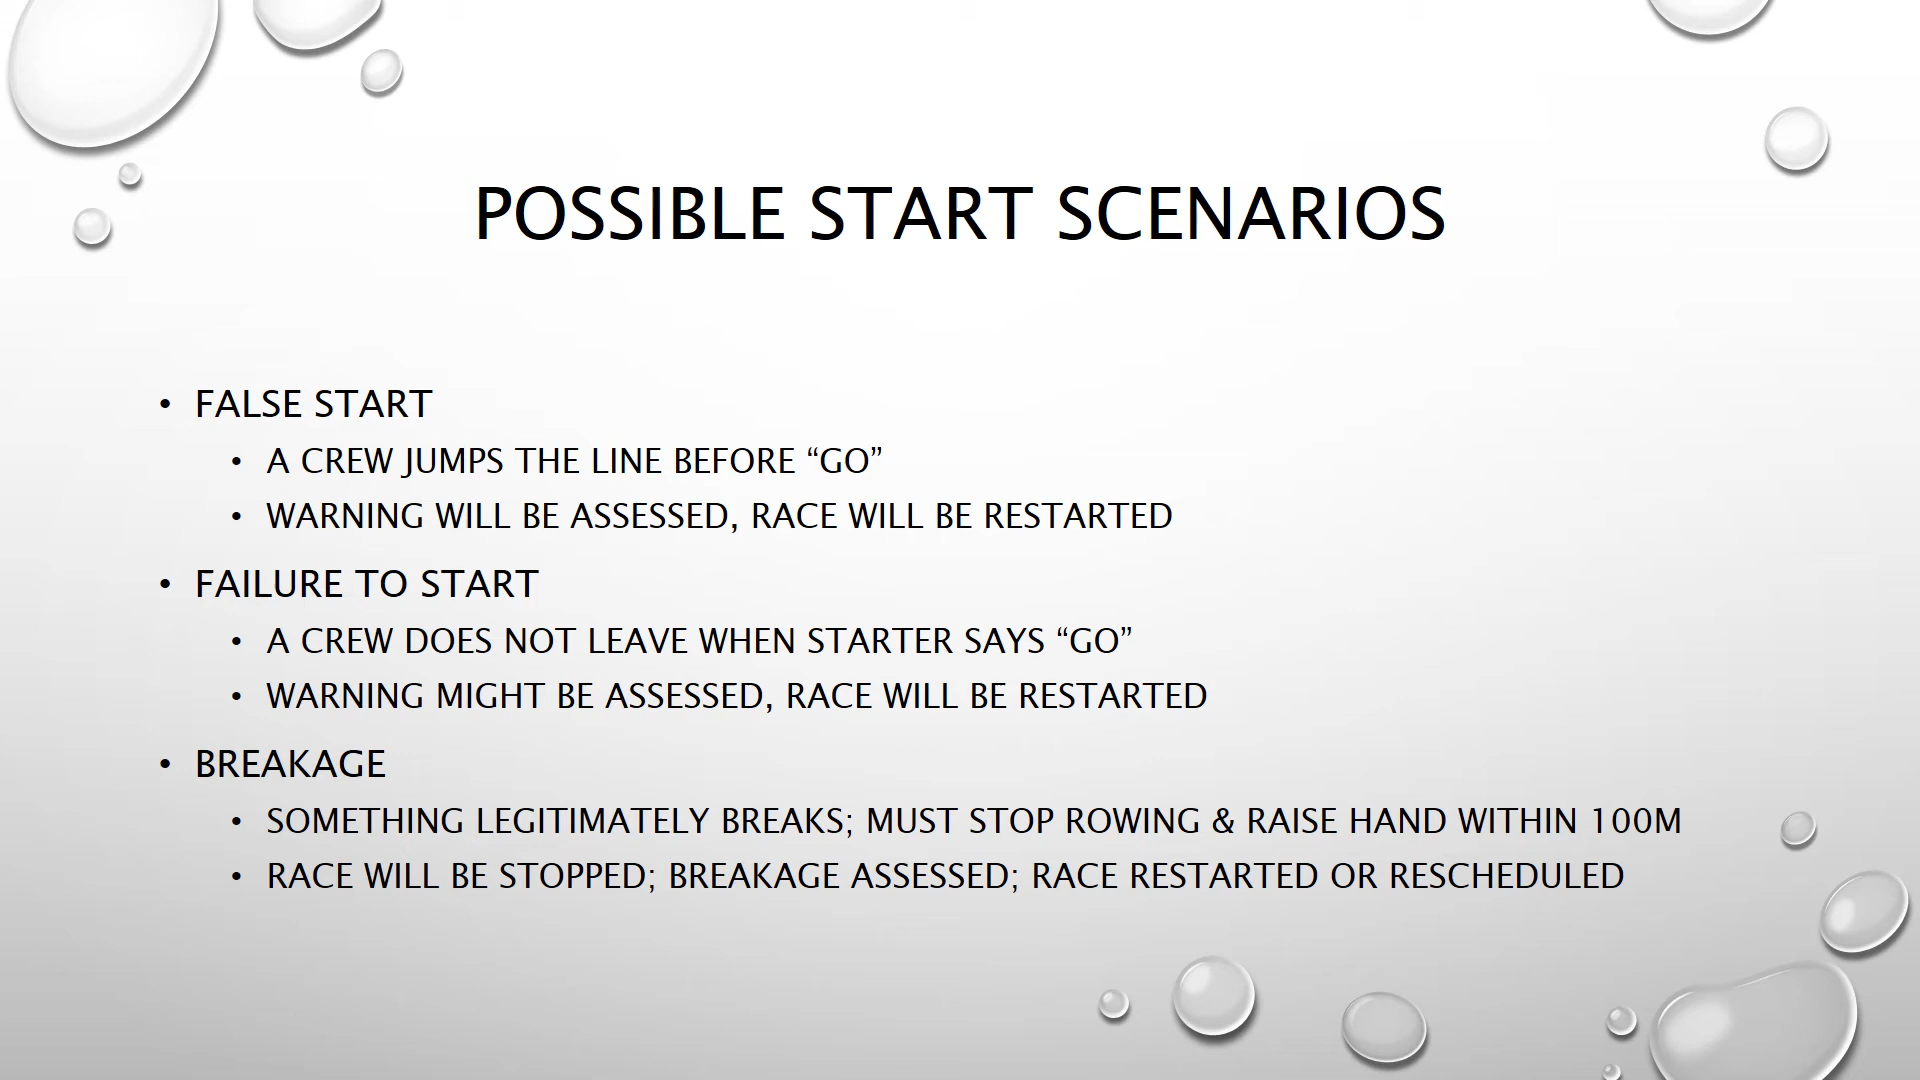 POSSIBLE START SCENARIOS
• FALSE START
• A CREW JUMPS THE LINE BEFORE “GO”
• WARNING WILL BE ASSESSED, RACE WILL BE RESTARTED
• FAILURE TO START
• A CREW DOES NOT LEAVE WHEN STARTER SAYS “GO”
• WARNING MIGHT BE ASSESSED, RACE WILL BE RESTARTED
• BREAKAGE
• SOMETHING LEGITIMATELY BREAKS; MUST STOP ROWING & RAISE HAND WITHIN 100M
• RACE WILL BE STOPPED; BREAKAGE ASSESSED; RACE RESTARTED OR RESCHEDULED